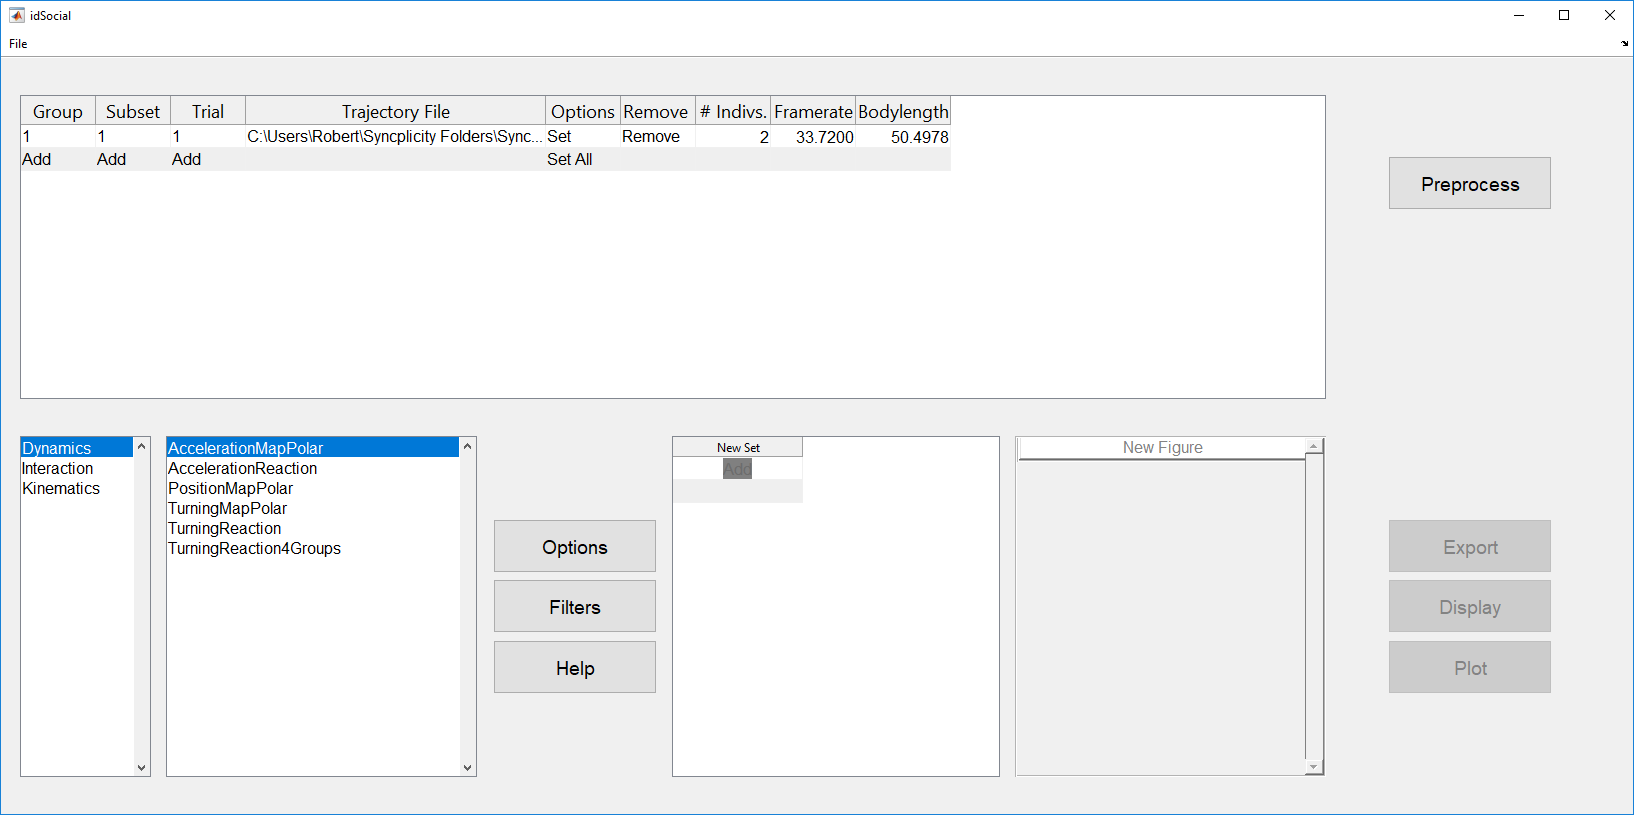 idSocial
File
Group Subset Trial Trajectory File Options Remove # Indivs. Framerate Bodylength
1 1 1 C:\Users\Robert\Syncplicity Folders\Sync... Set Remove 2 33.7200 50.4978
Add Add Add Set All
Preprocess
Dynamics
Interaction
Kinematics
AccelerationMapPolar
AccelerationReaction
PositionMapPolar
TurningMapPolar
TurningReaction
TurningReaction4Groups
Options
Filters
Help
New Set
Add
New Figure
Export
Display
Plot